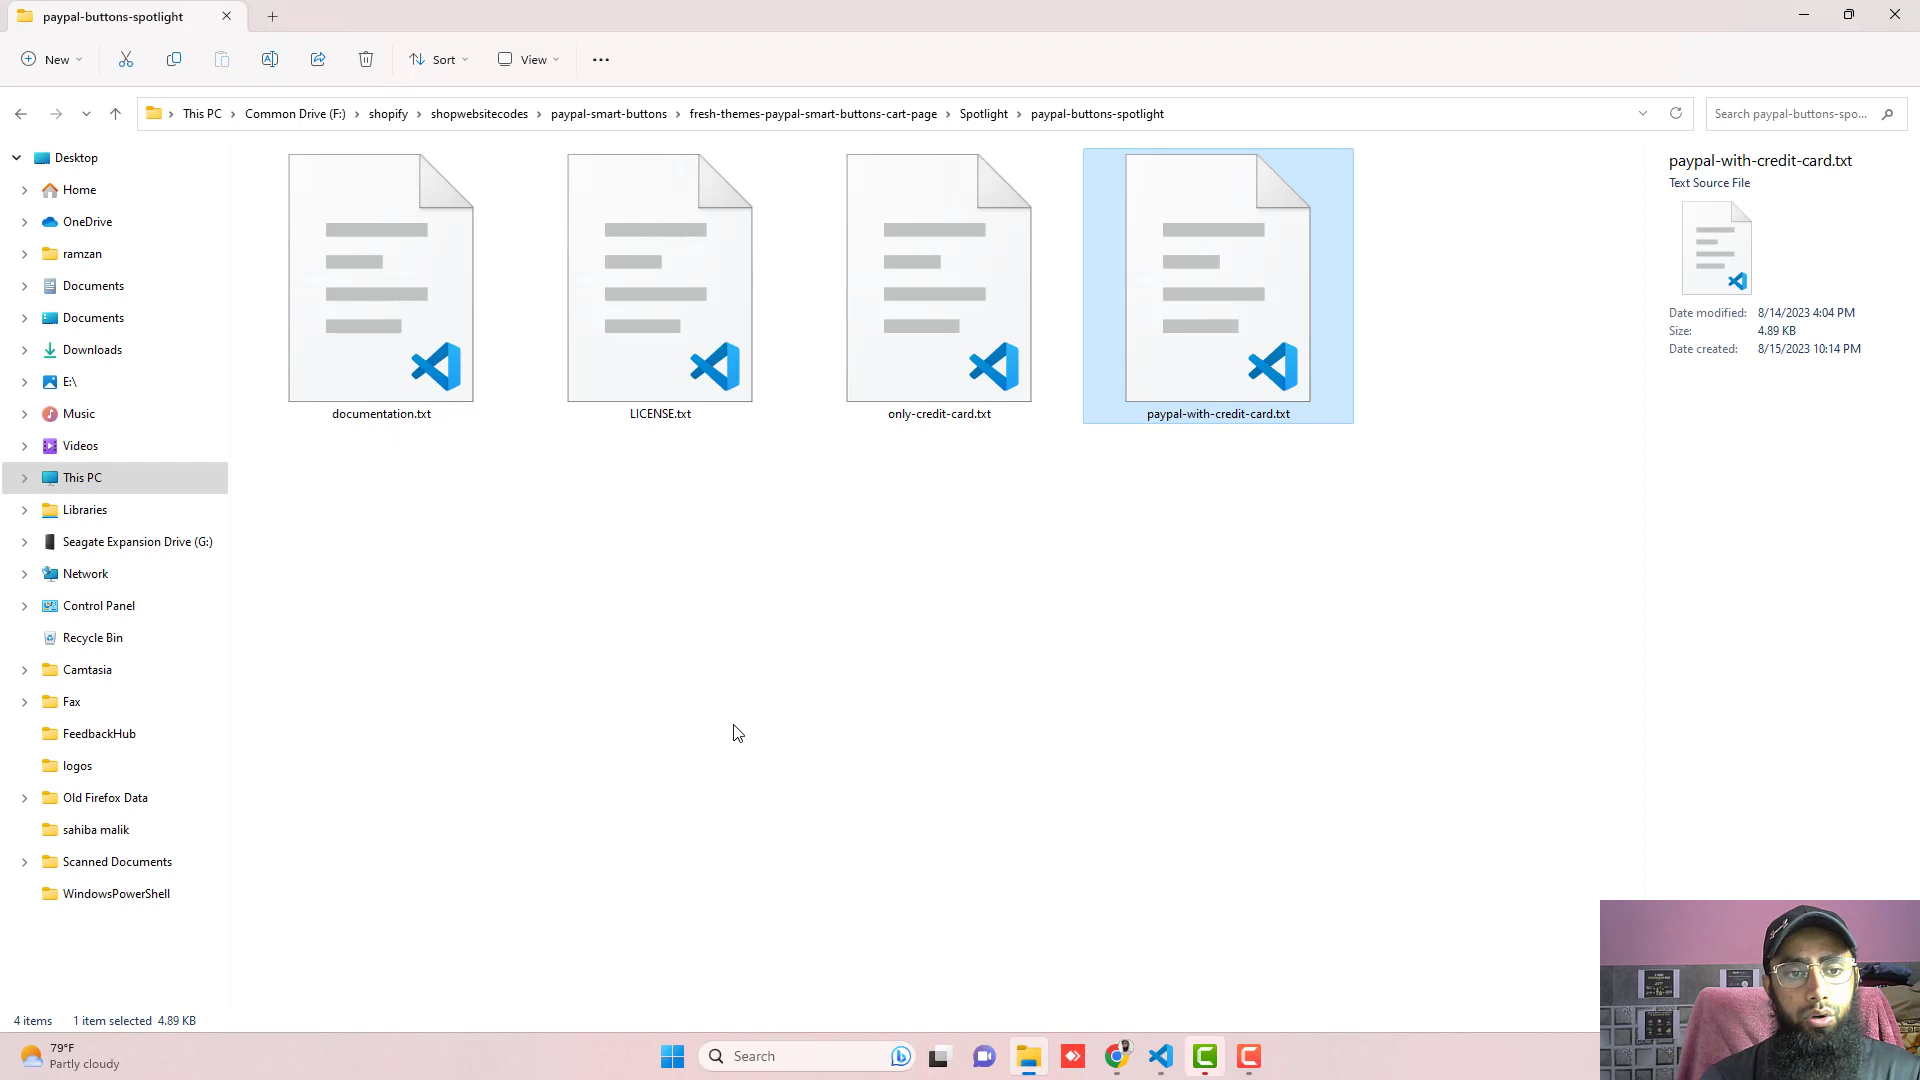 paypal-buttons-spotlight
New
Sort
View
This PC
Common Drive (F:)
shopify
shopwebsitecodes
paypal-smart-buttons
fresh-themes-paypal-smart-buttons-cart-page
Spotlight
paypal-buttons-spotlight
Search paypal-buttons-spo...
Desktop
Home
OneDrive
ramzan
Documents
Documents
Downloads
E:\
Music
Videos
This PC
Libraries
Seagate Expansion Drive (G:)
Network
Control Panel
Recycle Bin
Camtasia
Fax
FeedbackHub
logos
Old Firefox Data
sahiba malik
Scanned Documents
WindowsPowerShell
documentation.txt
LICENSE.txt
only-credit-card.txt
paypal-with-credit-card.txt
paypal-with-credit-card.txt
Text Source File
Date modified: 8/14/2023 4:04 PM
Size: 4.89 KB
Date created: 8/15/2023 10:14 PM
4 items 1 item selected 4.89 KB
79°F
Partly cloudy
Search